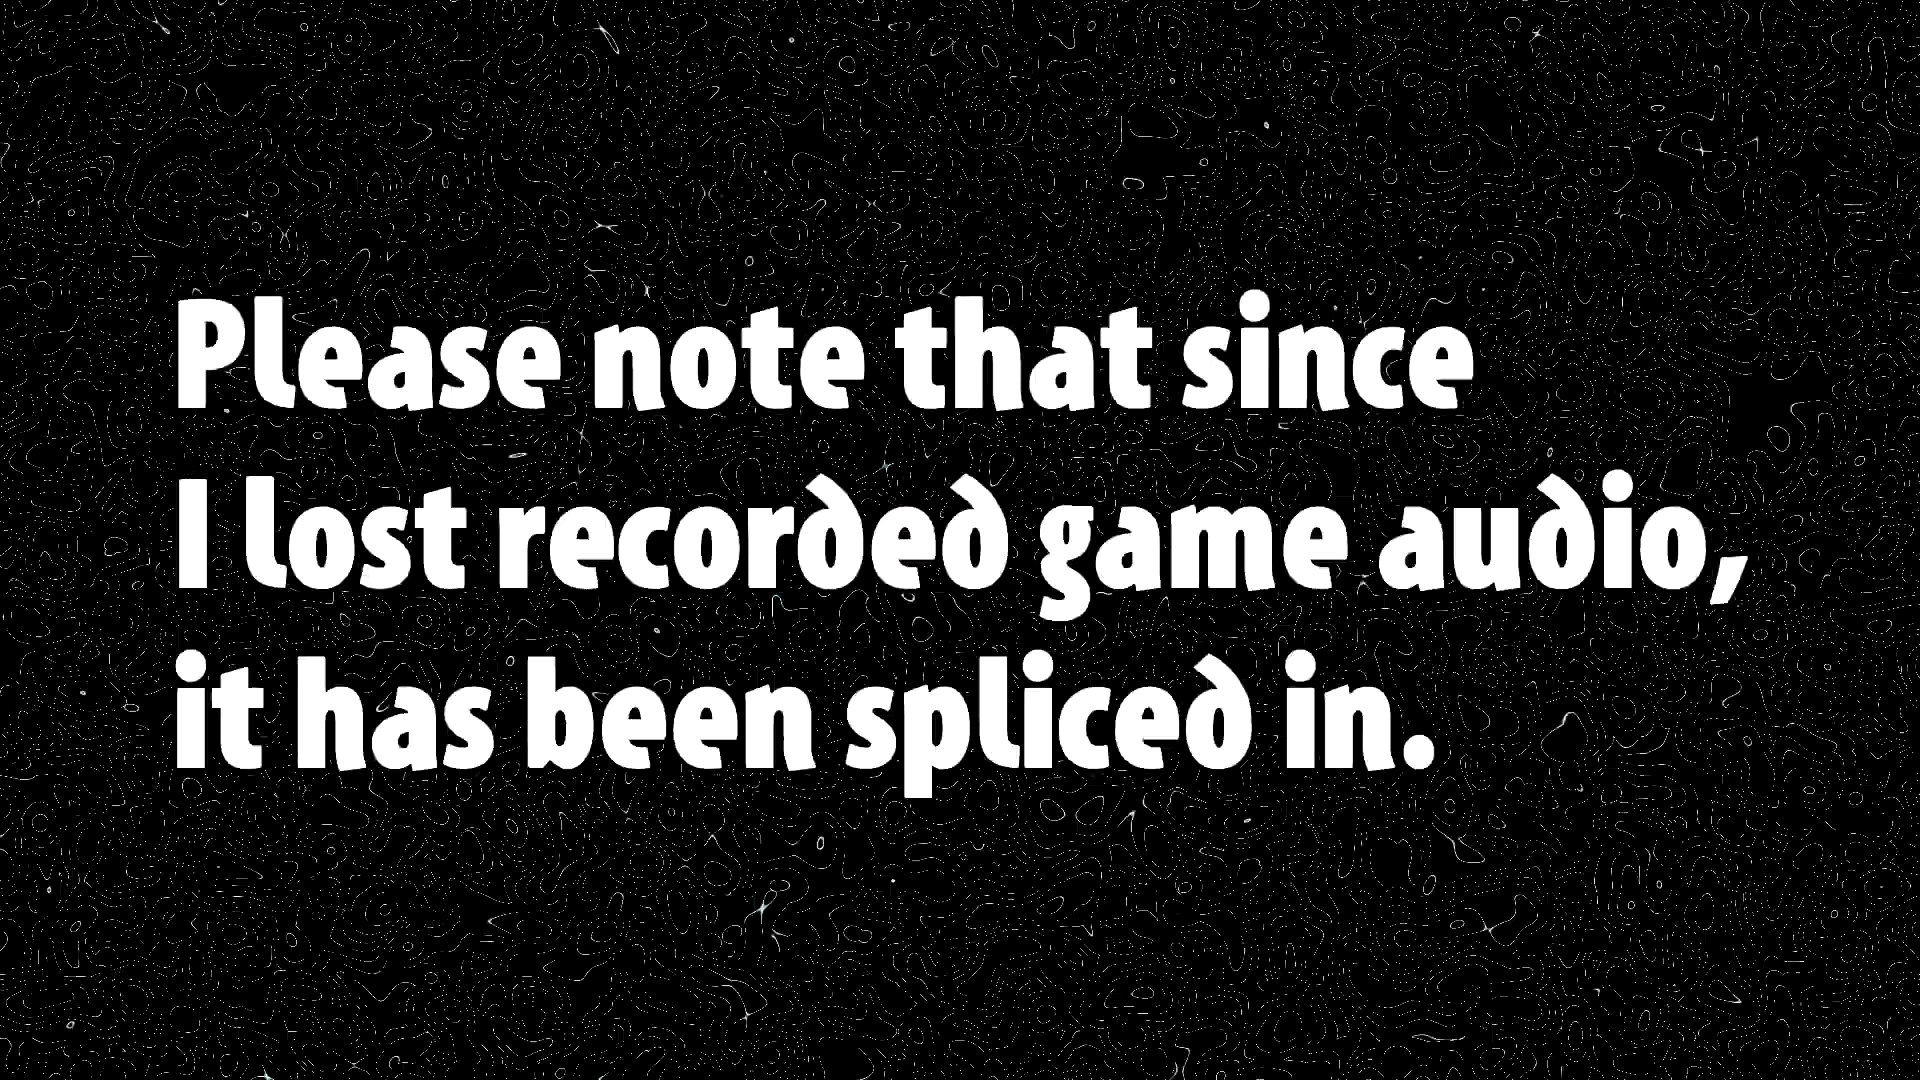 Please note that since
I lost recorded game audio,
it has been spliced in.